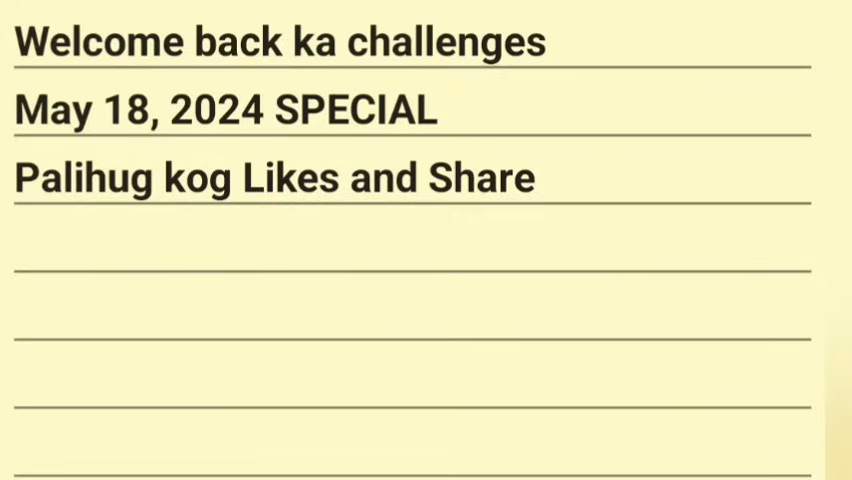 Welcome back ka challenges
May 18, 2024 SPECIAL
Palihug kog Likes and Share